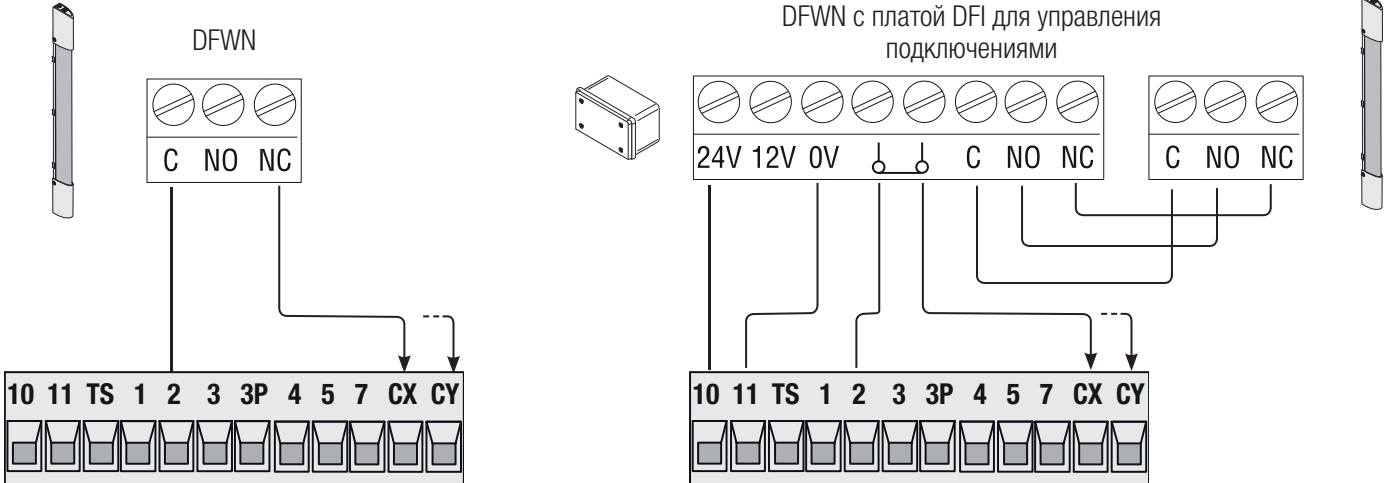 DFWN
C NO NC
10 11 TS 1 2 3 3P 4 5 7 CX CY
DFWN с платой DFI для управления
подключениями
24V 12V 0V C NO NC
C NO NC
10 11 TS 1 2 3 3P 4 5 7 CX CY